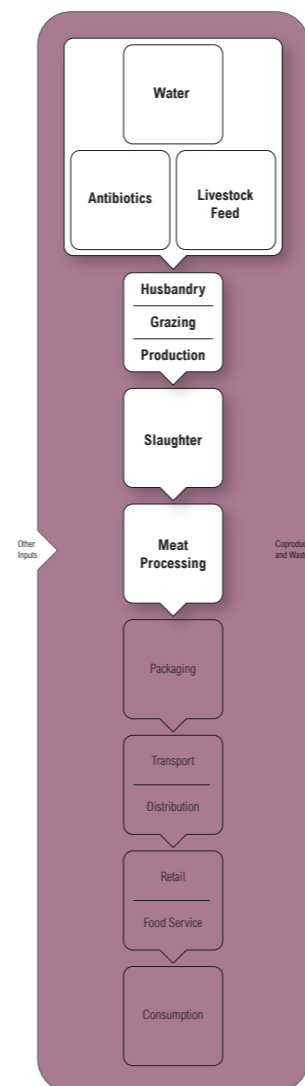 Water
Antibiotics
Livestock
Feed
Husbandry
Grazing
Production
Slaughter
Other
Inputs
Meat
Processing
and
Packaging
Transport
Distribution
Retail
Food Service
Consumption